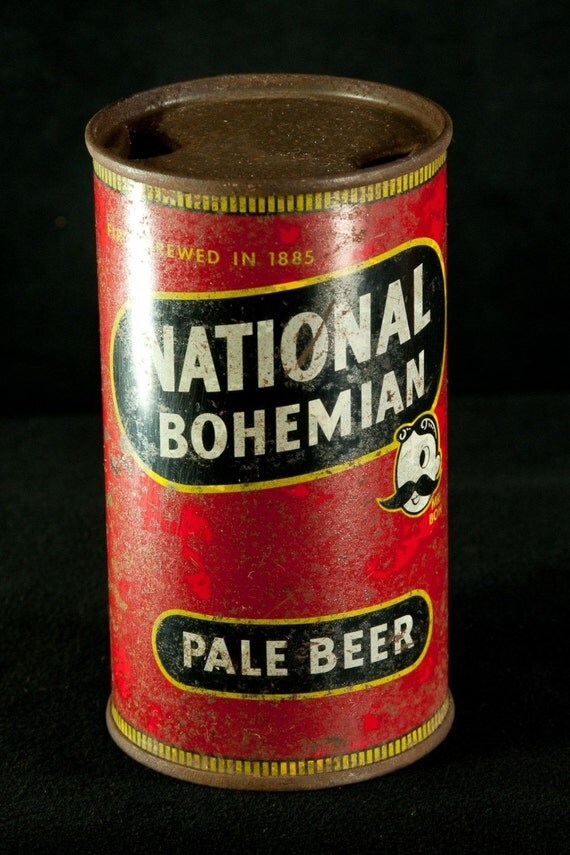 BREWED IN 1885
NATIONAL
BOHEMIAN
PALE BEER